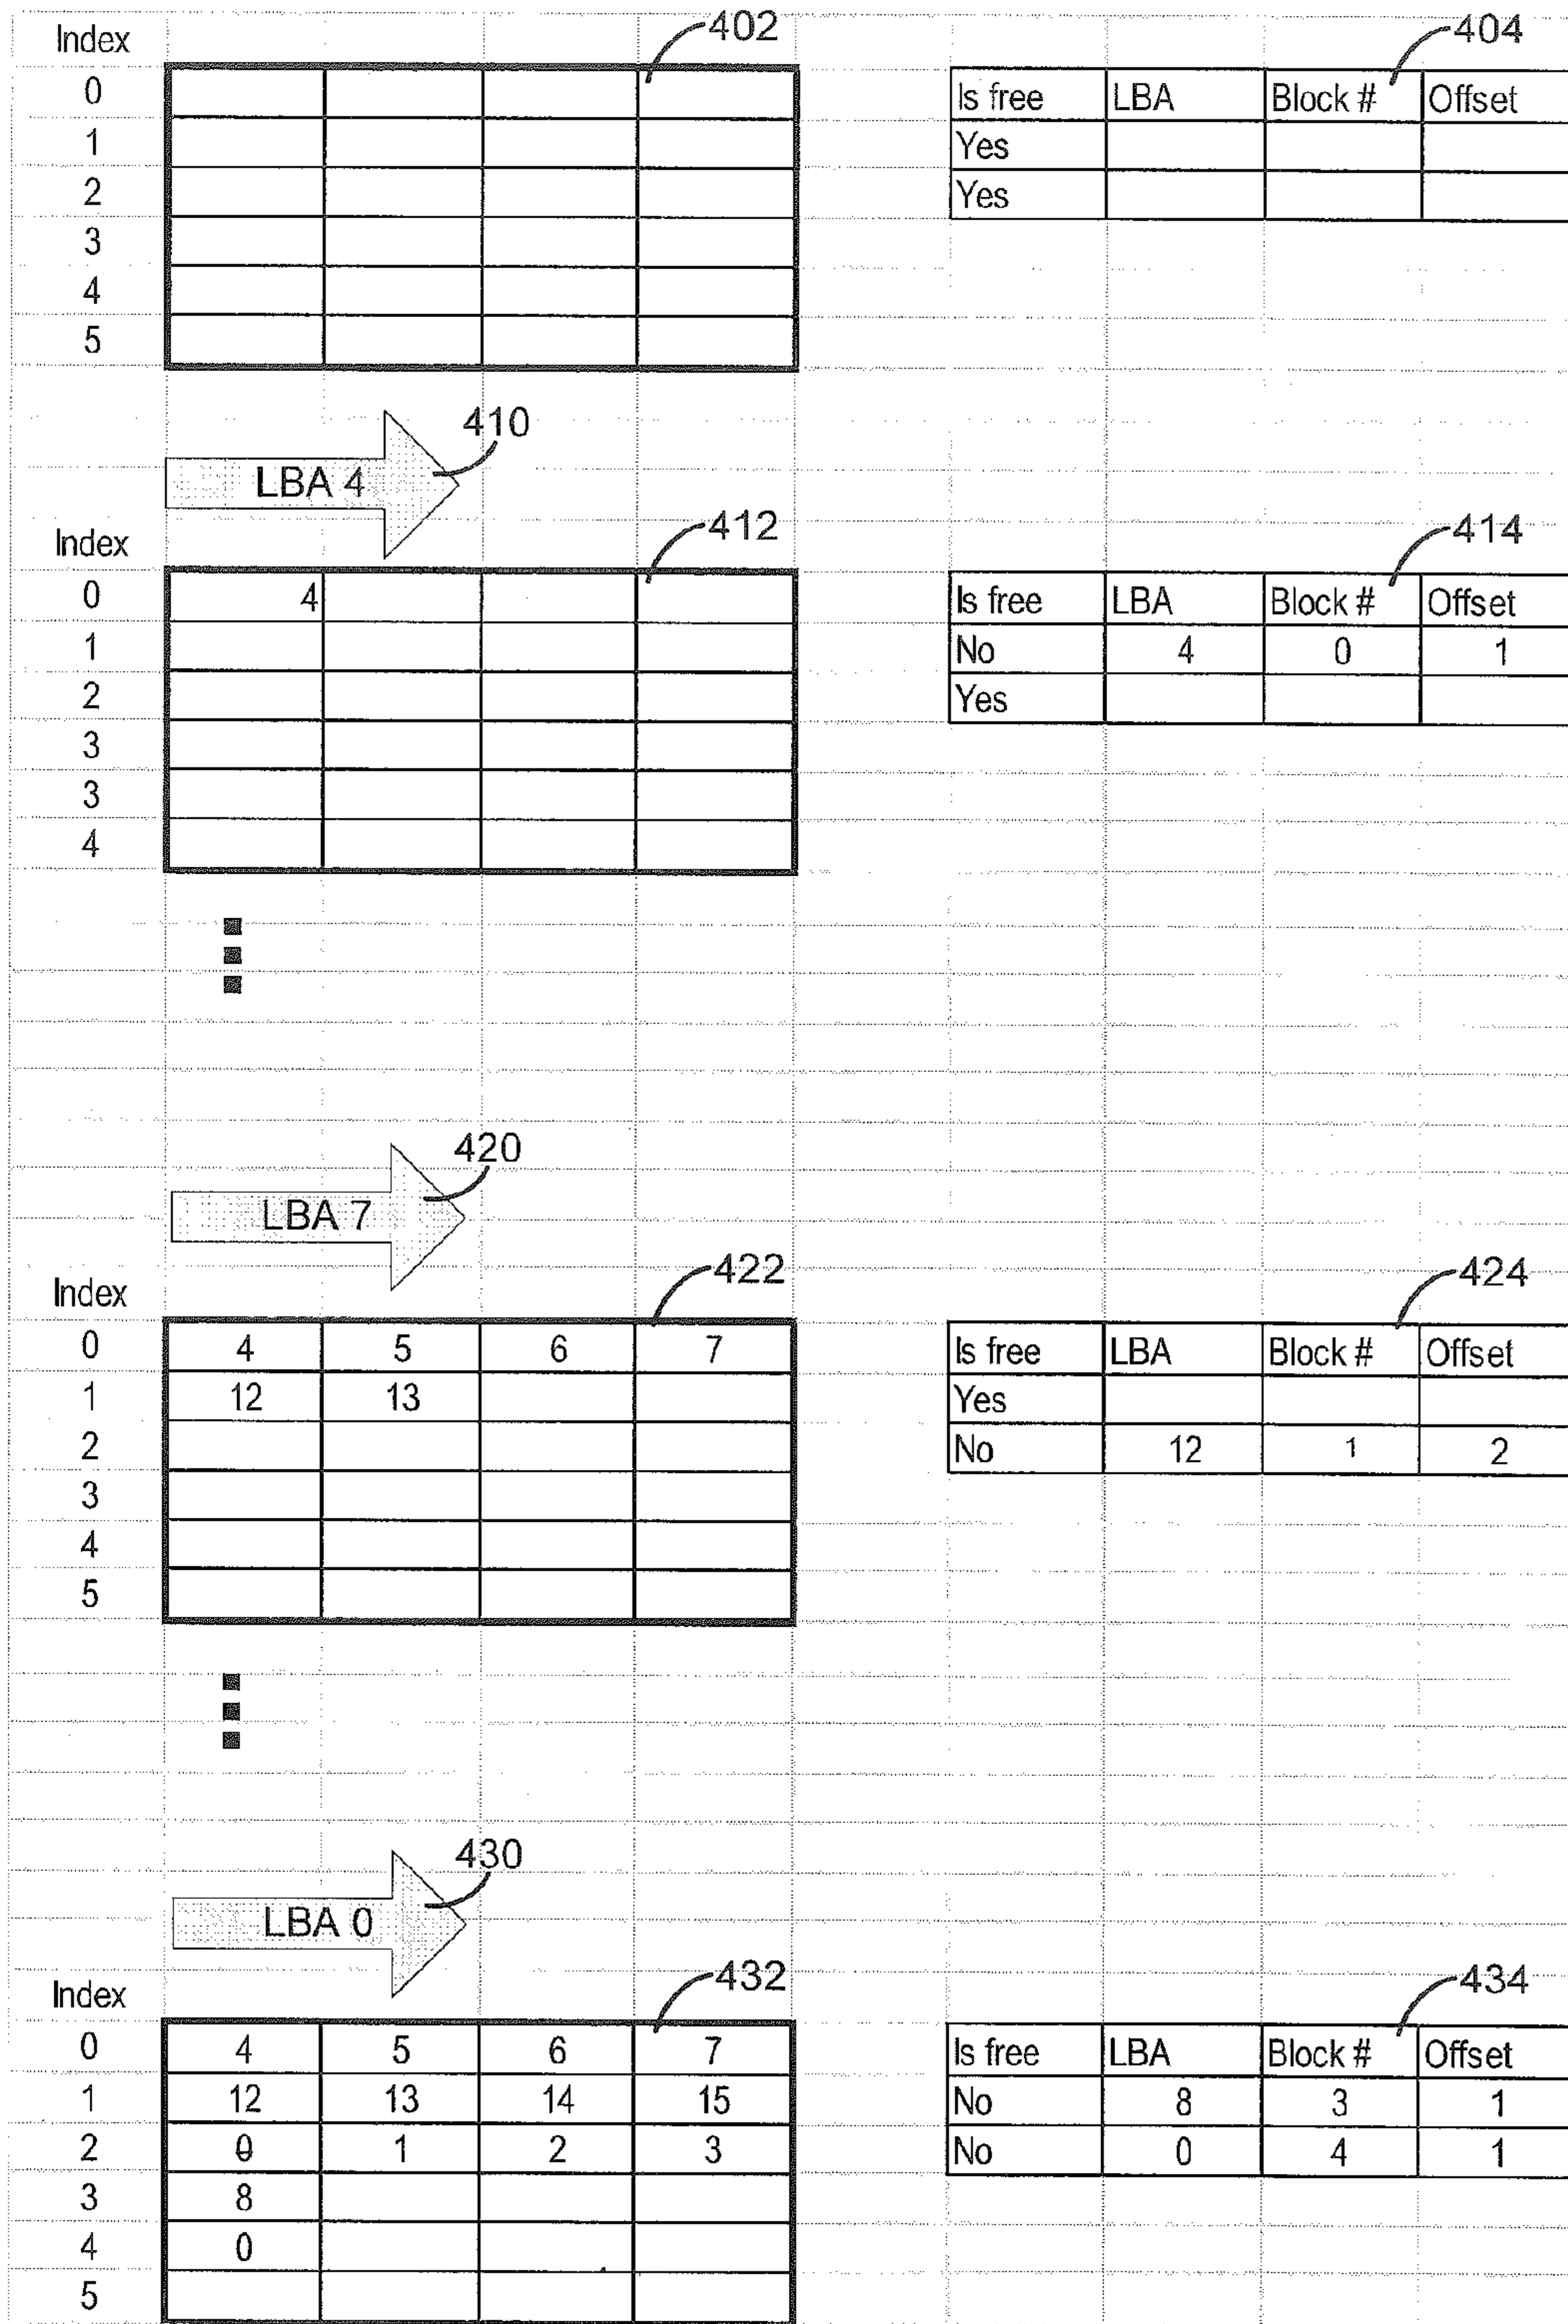 Index 402 404
0 Is free LBA Block # Offset
1 Yes
2 Yes
3
4
5
LBA 4 410
Index 412 414
0 4 Is free LBA Block # Offset
1 No 4 0 1
2 Yes
3
3
4
LBA 7 420
Index 422 424
0 4 5 6 7 Is free LBA Block # Offset
1 12 13 Yes
2 No 12 1 2
3
4
5
LBA 0 430
Index 432 434
0 4 5 6 7 Is free LBA Block # Offset
1 12 13 14 15 No 8 3 1
2 0 1 2 3 No 0 4 1
3 8
4 0
5